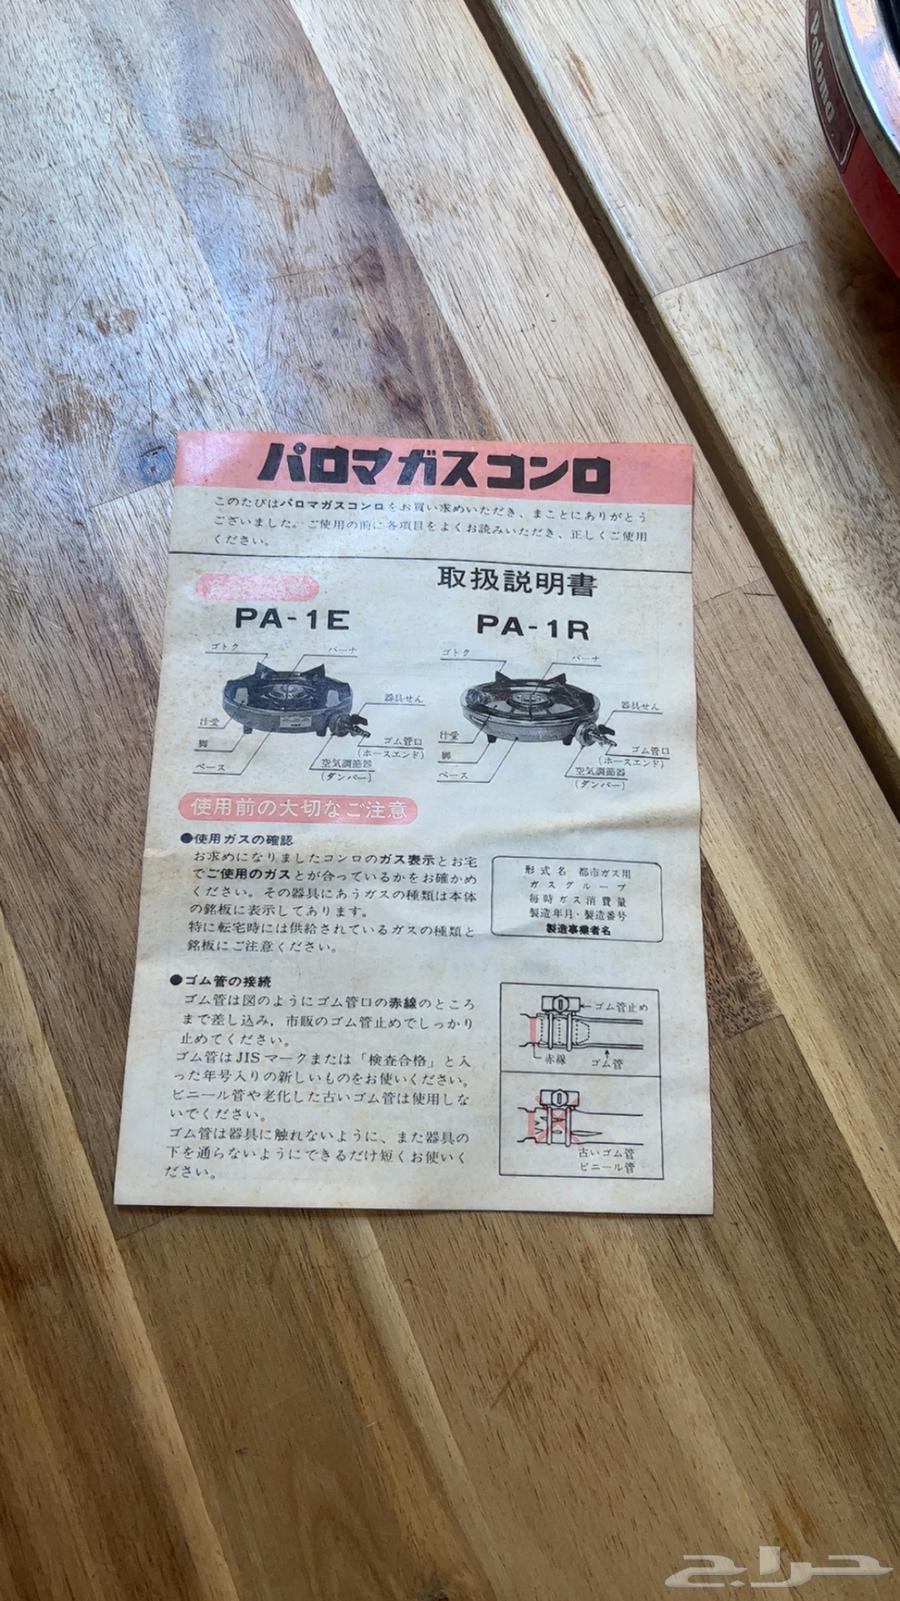 Paloma
パロマガスコンロ
このたびはパロマガスコンロをお買い求めいただき、まことにありがとう
ございました。ご使用の前に各項目をよくお読みいただき、正しくご使用
ください。
取扱説明書
PA-1E
PA-1R
ゴトク
バーナ
器具せん
汁受
脚
ベース
ゴム管口
(ホースエンド)
空気調節器
(ダンパー)
ゴトク
バーナ
器具せん
汁受
脚
ベース
ゴム管口
(ホースエンド)
空気調節器
(ダンパー)
使用前の大切なご注意
●使用ガスの確認
お求めになりましたコンロのガス表示とお宅
でご使用のガスとが合っているかをお確かめ
ください。その器具にあうガスの種類は本体
の銘板に表示してあります。
特に転宅時には供給されているガスの種類と
銘板にご注意ください。
形式名 都市ガス用
ガスグループ
毎時ガス消費量
製造年月・製造番号
製造事業者名
●ゴム管の接続
ゴム管は図のようにゴム管口の赤線のところ
まで差し込み，市販のゴム管止めでしっかり
止めてください。
ゴム管はJISマークまたは「検査合格」と入
った年号入りの新しいものをお使いください。
ビニール管や老化した古いゴム管は使用しな
いでください。
ゴム管は器具に触れないように、また器具の
下を通らないようにできるだけ短くお使いく
ださい。
ゴム管止め
赤線
ゴム管
古いゴム管
ビニール管
حراج